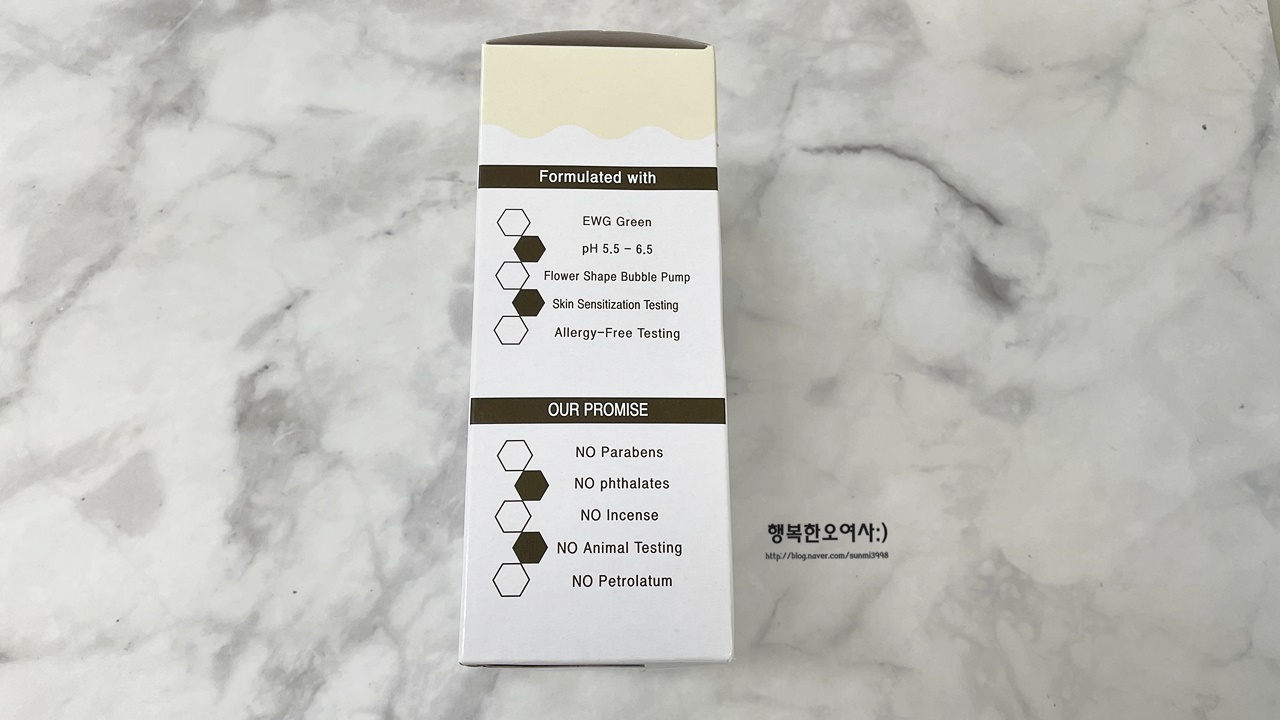 Formulated with
EWG Green
pH 5.5 - 6.5
Flower Shape Bubble Pump
Skin Sensitization Testing
Allergy-Free Testing
OUR PROMISE
NO Parabens
NO phthalates
NO Incense
NO Animal Testing
NO Petrolatum
행복한오여사:)
http://blog.naver.com/sunmi3998